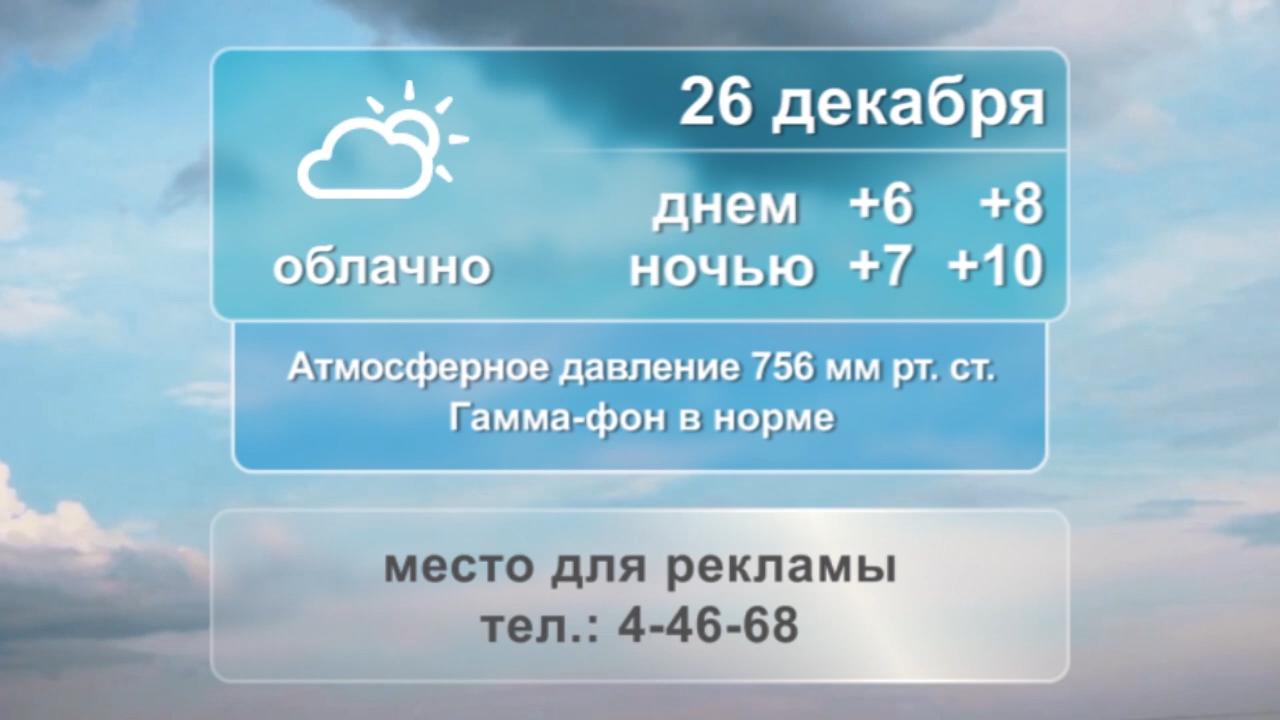 26 декабря
днем +6 +8
ночью +7 +10
облачно
Атмосферное давление 756 мм рт. ст.
Гамма-фон в норме
место для рекламы
тел.: 4-46-68